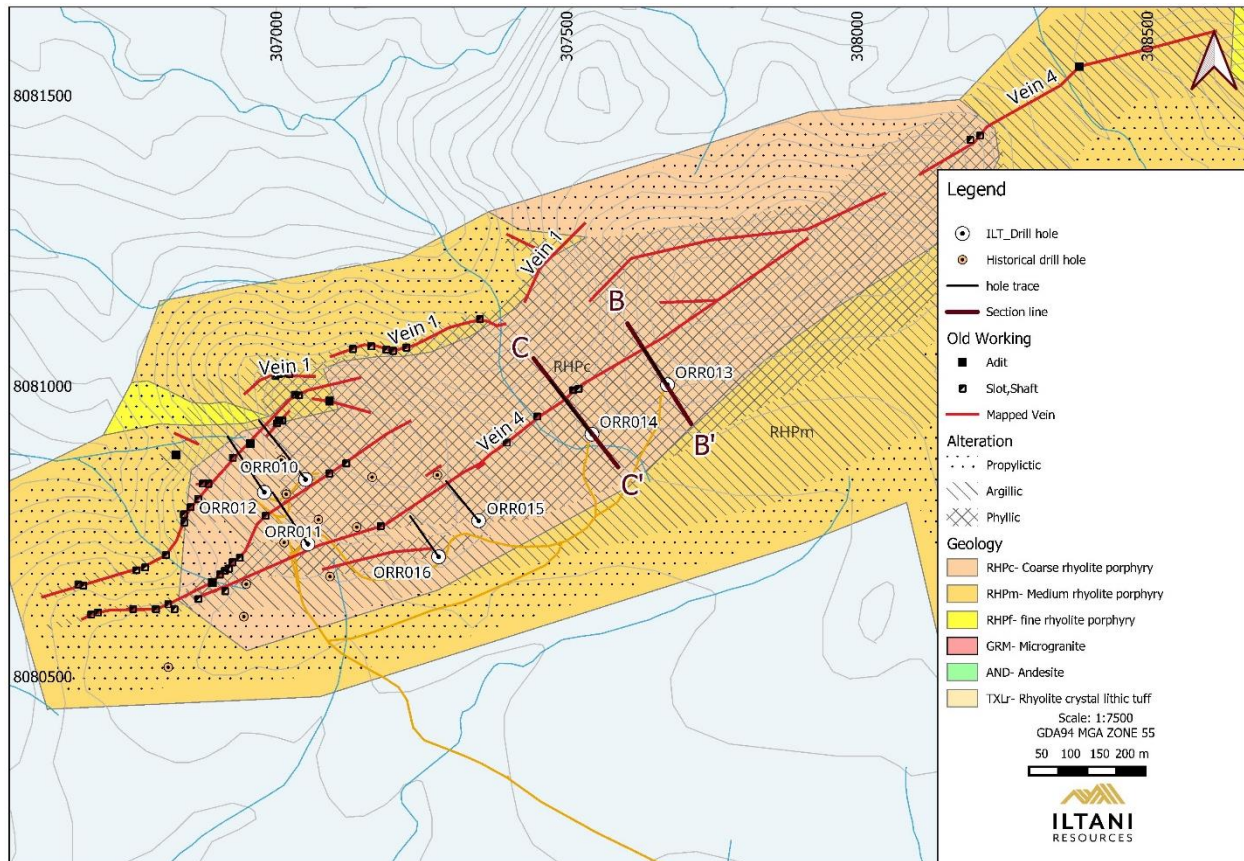 307000
307500
308000
308500
8081500
8081000
8080500
Vein 4
Vein 1
Vein 1
Vein 1
B
C
RHPc
ORR013
ORR014
B'
RHPm
Vein 4
C'
ORR010
ORR012
ORR015
ORR011
ORR016
Legend
ILT_Drill hole
Historical drill hole
hole trace
Section line
Old Working
Adit
Slot,Shaft
Mapped Vein
Alteration
Propylictic
Argillic
Phyllic
Geology
RHPc- Coarse rhyolite porphyry
RHPm- Medium rhyolite porphyry
RHPf- fine rhyolite porphyry
GRM- Microgranite
AND- Andesite
TXLr- Rhyolite crystal lithic tuff
Scale: 1:7500
GDA94 MGA ZONE 55
50 100 150 200 m
ILTANI
RESOURCES